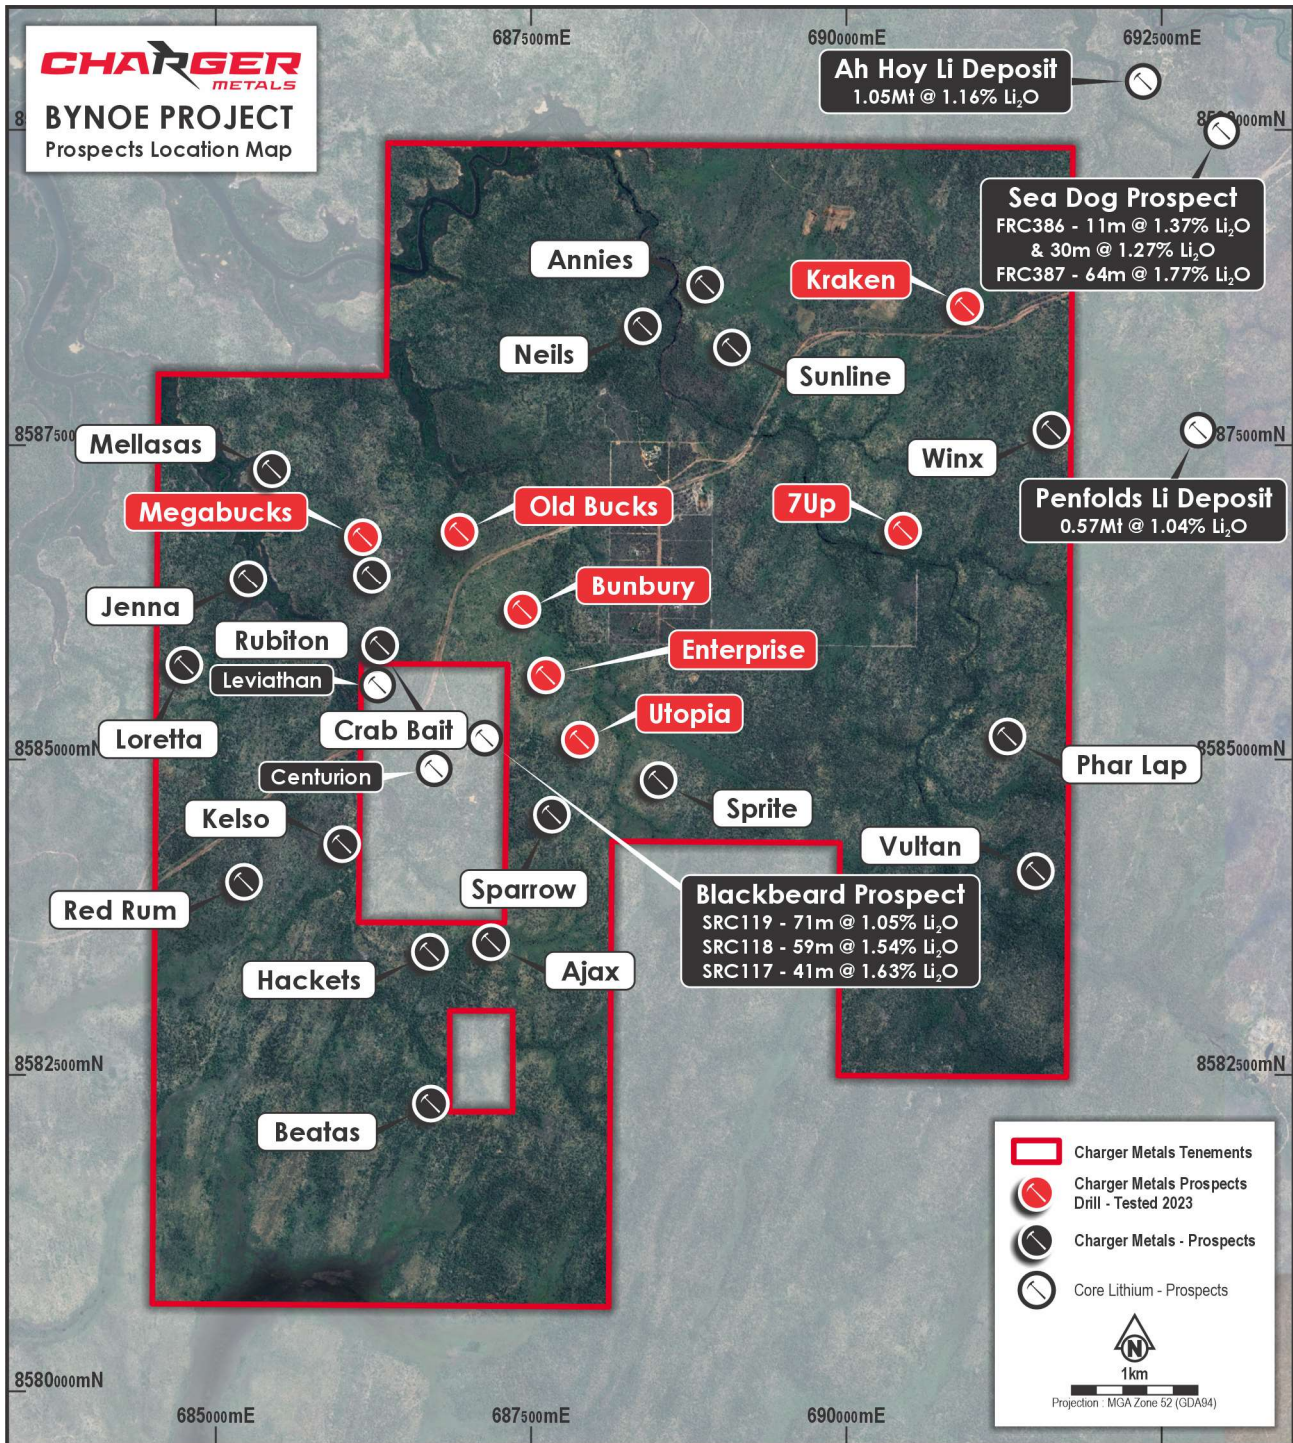 CHARGER
METALS
BYNOE PROJECT
Prospects Location Map
687500mE
690000mE
692500mE
Ah Hoy Li Deposit
1.05Mt @ 1.16% Li₂O
000mN
Sea Dog Prospect
FRC386 - 11m @ 1.37% Li₂O
& 30m @ 1.27% Li₂O
FRC387 - 64m @ 1.77% Li₂O
Annies
Kraken
Neils
Sunline
8587500
87500mN
Mellasas
Winx
Megabucks
Old Bucks
7Up
Penfolds Li Deposit
0.57Mt @ 1.04% Li₂O
Jenna
Bunbury
Rubiton
Enterprise
Leviathan
Loretta
Crab Bait
Utopia
8585000mN
8585000mN
Centurion
Phar Lap
Kelso
Sprite
Vultan
Red Rum
Sparrow
Blackbeard Prospect
SRC119 - 71m @ 1.05% Li₂O
SRC118 - 59m @ 1.54% Li₂O
SRC117 - 41m @ 1.63% Li₂O
Hackets
Ajax
8582500mN
8582500mN
Beatas
Charger Metals Tenements
Charger Metals Prospects
Drill - Tested 2023
Charger Metals - Prospects
Core Lithium - Prospects
N
1km
Projection : MGA Zone 52 (GDA94)
8580000mN
685000mE
687500mE
690000mE